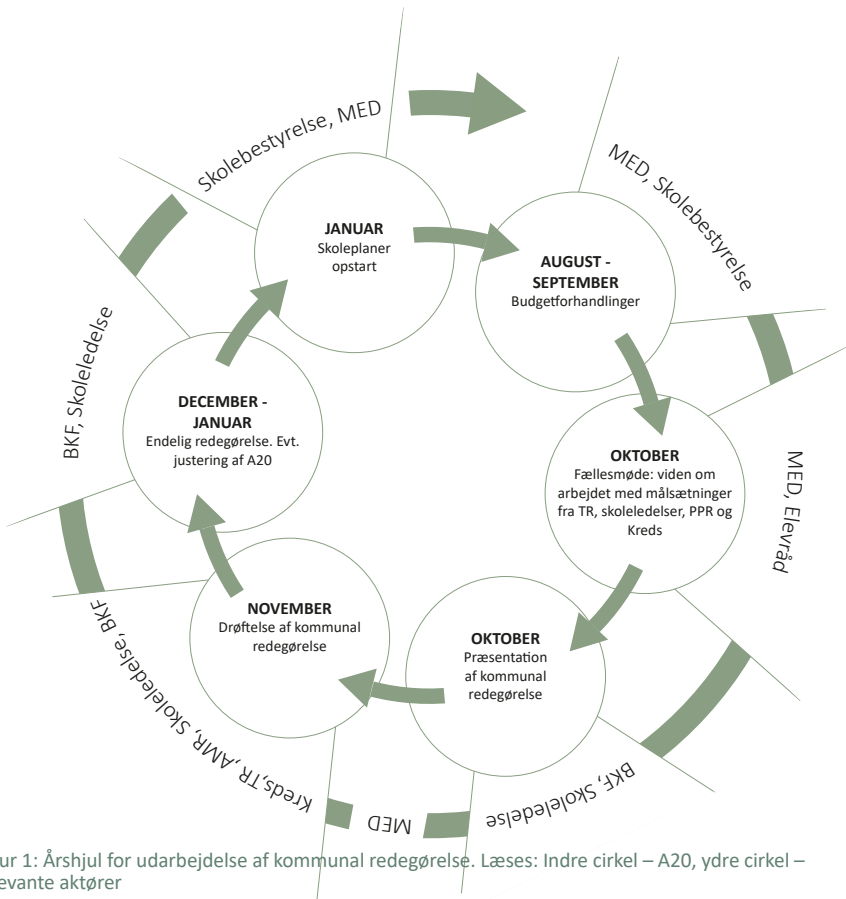 Skolebestyrelse, MED
JANUAR
Skoleplaner
opstart
MED, Skolebestyrelse
AUGUST -
SEPTEMBER
Budgetforhandlinger
OKTOBER
Fællesmøde: viden om
arbejdet med målsætninger
fra TR, skoleledelser, PPR og
Kreds
MED, Elevråd
OKTOBER
Præsentation
af kommunal
redegørelse
BKF, Skoleledelse
MED
NOVEMBER
Drøftelse af kommunal
redegørelse
Kreds,TR, AMR, Skoleledelse, BKF
DECEMBER -
JANUAR
Endelig redegørelse. Evt.
justering af A20
BKF, Skoleledelse
ur 1: Årshjul for udarbejdelse af kommunal redegørelse. Læses: Indre cirkel – A20, ydre cirkel –
evante aktører